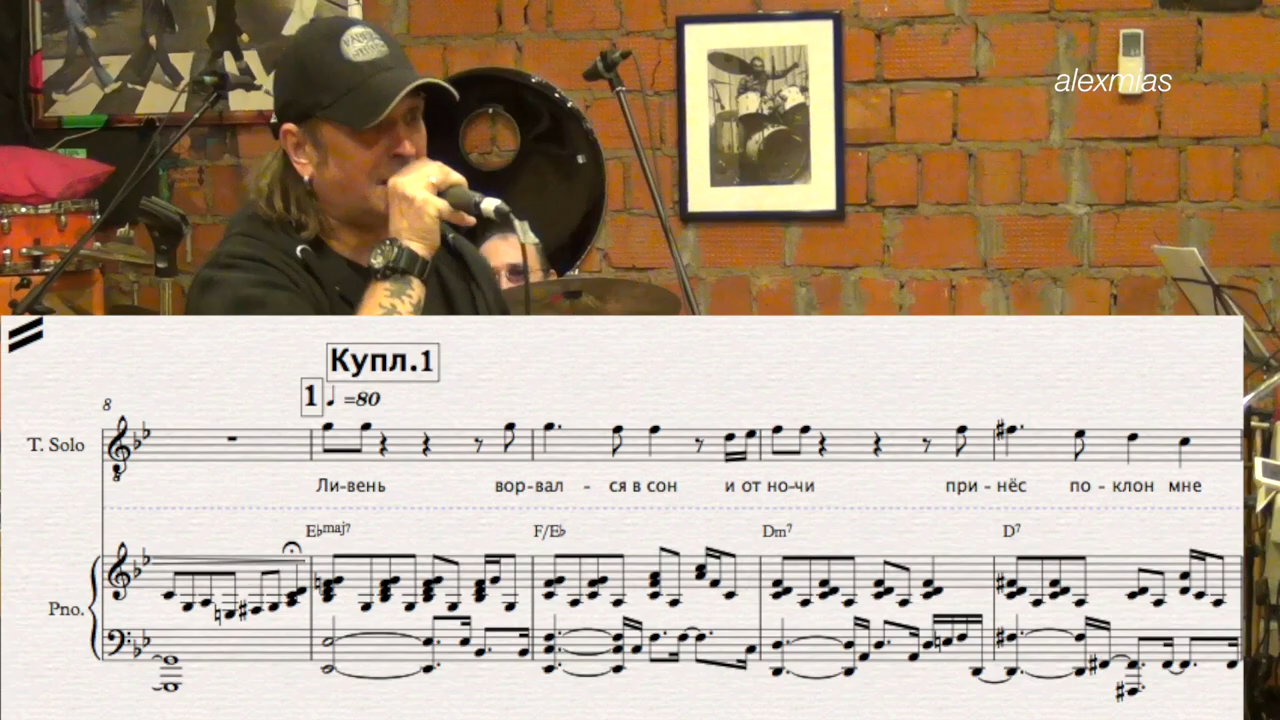 alexmias
Купл.1
1 ♩ =80
8
T. Solo
Ли-вень вор-вал - ся в сон и от но-чи при - нёс по - клон мне
E♭maj7 F/E♭ Dm7 D7
Pno.